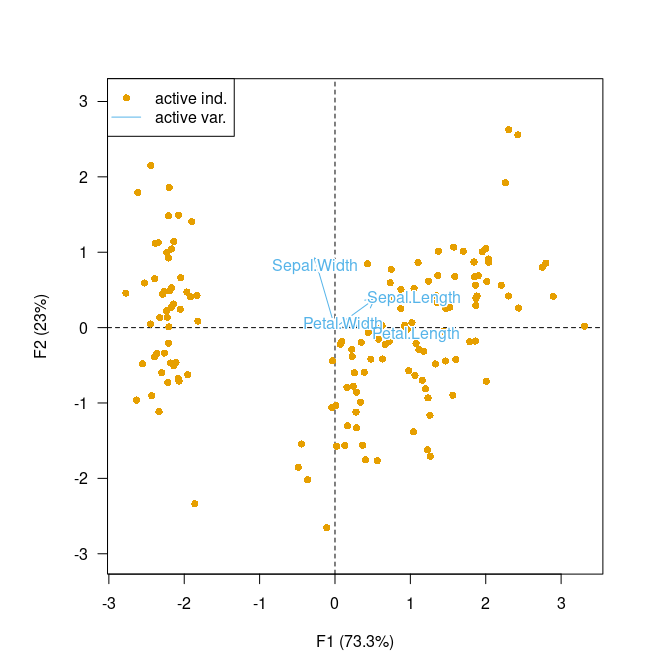 active ind.
active var.
3
2
1
0
-1
-2
-3
F2 (23%)
Sepal.Width
Sepal.Length
Petal.Width
Petal.Length
-3
-2
-1
0
1
2
3
F1 (73.3%)